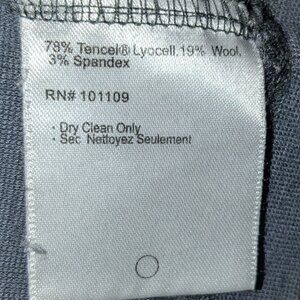 78% Tencel® Lyocell, 19% Wool,
3% Spandex
RN# 101109
· Dry Clean Only
· Sec Nettoyez Seulement